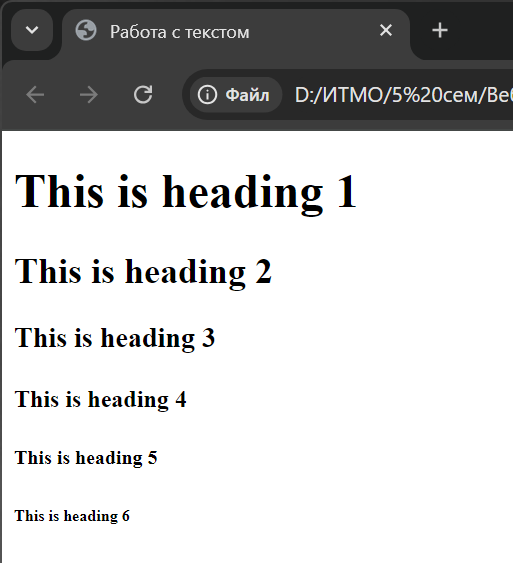 Работа с текстом
Файл D:/ИТМО/5%20сем/Веб
This is heading 1
This is heading 2
This is heading 3
This is heading 4
This is heading 5
This is heading 6